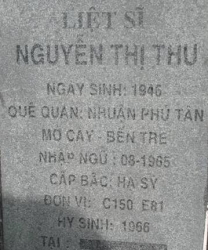 LIỆT SĨ
NGUYỄN THỊ THU
NGÀY SINH: 1946
QUÊ QUÁN: NHUẬN PHÚ TÂN
MỎ CÀY - BẾN TRE
NHẬP NGŨ : 08-1965
CẤP BẬC: HẠ SỸ
ĐƠN VỊ: C150 E81
HY SINH: 1966
TẠI :